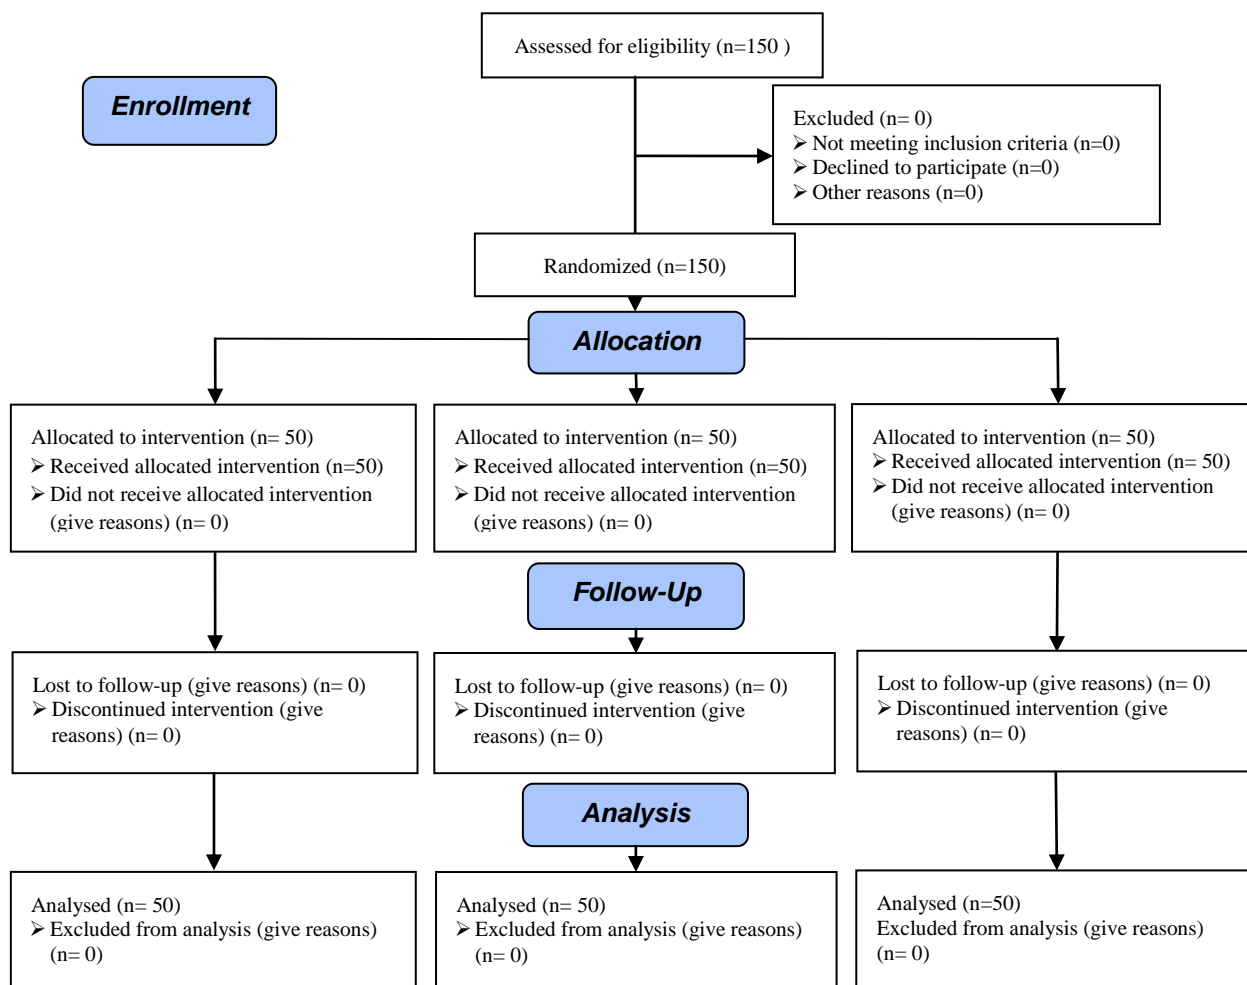 Assessed for eligibility (n=150 )
Enrollment
Excluded (n= 0)
➢ Not meeting inclusion criteria (n=0)
➢ Declined to participate (n=0)
➢ Other reasons (n=0)
Randomized (n=150)
Allocation
Allocated to intervention (n= 50)
➢ Received allocated intervention (n=50)
➢ Did not receive allocated intervention
(give reasons) (n= 0)
Allocated to intervention (n= 50)
➢ Received allocated intervention (n=50)
➢ Did not receive allocated intervention
(give reasons) (n= 0)
Allocated to intervention (n= 50)
➢ Received allocated intervention (n= 50)
➢ Did not receive allocated intervention
(give reasons) (n= 0)
Follow-Up
Lost to follow-up (give reasons) (n= 0)
➢ Discontinued intervention (give
reasons) (n= 0)
Lost to follow-up (give reasons) (n= 0)
➢ Discontinued intervention (give
reasons) (n= 0)
Lost to follow-up (give reasons) (n= 0)
➢ Discontinued intervention (give
reasons) (n= 0)
Analysis
Analysed (n= 50)
➢ Excluded from analysis (give reasons)
(n= 0)
Analysed (n= 50)
➢ Excluded from analysis (give reasons)
(n= 0)
Analysed (n=50)
Excluded from analysis (give reasons)
(n= 0)